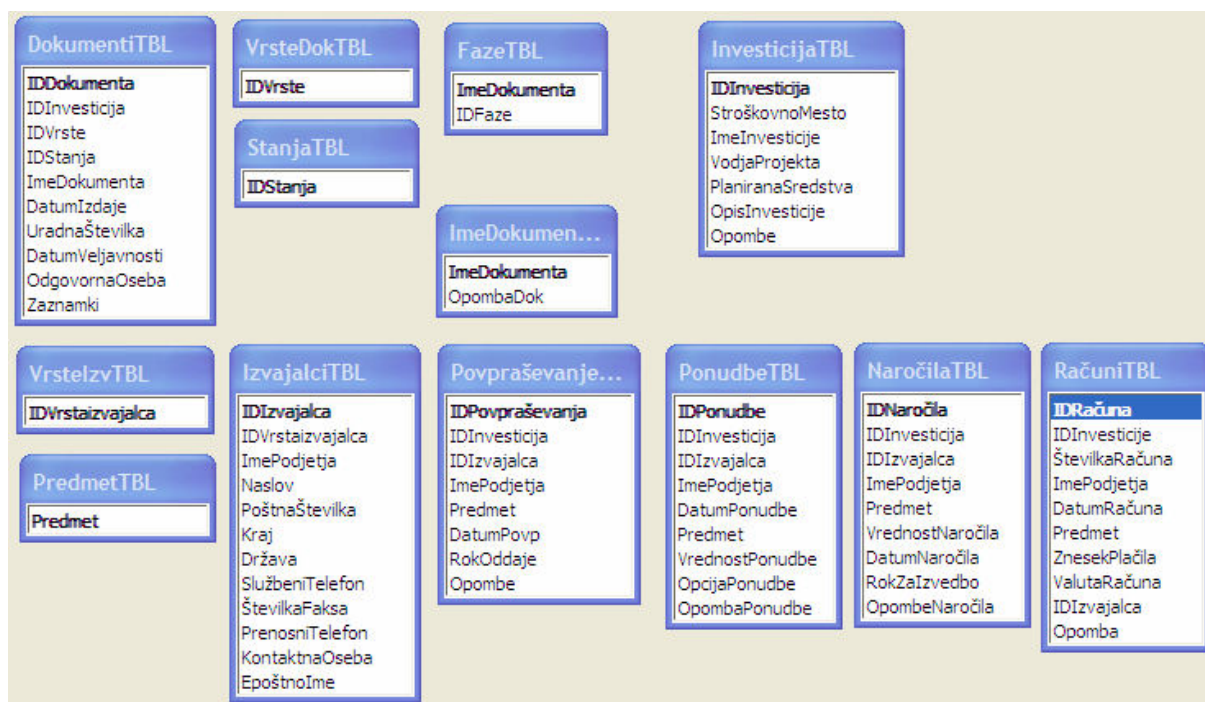 DokumentiTBL
IDDokumenta
IDInvesticija
IDVrste
IDStanja
ImeDokumenta
DatumIzdaje
UradnaŠtevilka
DatumVeljavnosti
OdgovornaOseba
Zaznamki
VrsteDokTBL
IDVrste
StanjaTBL
IDStanja
FazeTBL
ImeDokumenta
IDFaze
ImeDokumen...
ImeDokumenta
OpombaDok
InvesticijaTBL
IDInvesticija
StroškovnoMesto
ImeInvesticije
VodjaProjekta
PlaniranaSredstva
OpisInvesticije
Opombe
VrsteIzvTBL
IDVrstaizvajalca
PredmetTBL
Predmet
IzvajalciTBL
IDIzvajalca
IDVrstaizvajalca
ImePodjetja
Naslov
PoštnaŠtevilka
Kraj
Država
SlužbeniTelefon
ŠtevilkaFaksa
PrenosniTelefon
KontaktnaOseba
EpoštnoIme
Povpraševanje...
IDPovpraševanja
IDInvesticija
IDIzvajalca
ImePodjetja
Predmet
DatumPovp
RokOddaje
Opombe
PonudbeTBL
IDPonudbe
IDInvesticija
IDIzvajalca
ImePodjetja
DatumPonudbe
Predmet
VrednostPonudbe
OpcijaPonudbe
OpombaPonudbe
NaročilaTBL
IDNaročila
IDInvesticija
IDIzvajalca
ImePodjetja
Predmet
VrednostNaročila
DatumNaročila
RokZaIzvedbo
OpombeNaročila
RačuniTBL
IDRačuna
IDInvesticije
ŠtevilkaRačuna
ImePodjetja
DatumRačuna
Predmet
ZnesekPlačila
ValutaRačuna
IDIzvajalca
Opomba